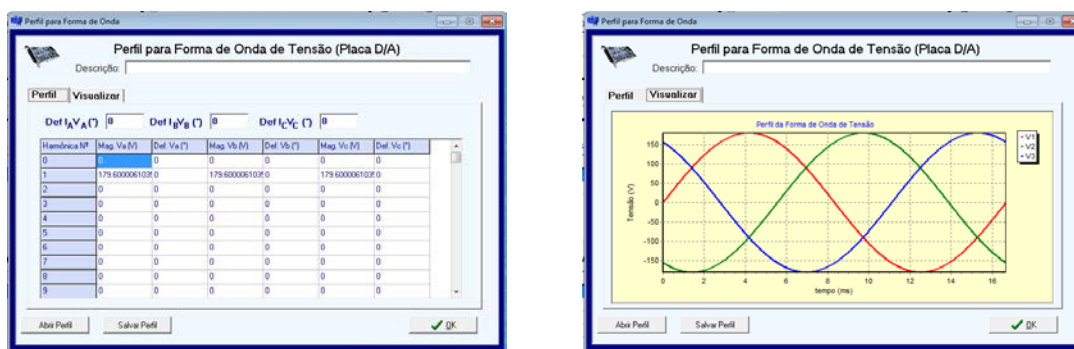 Perfil para Forma de Onda
Perfil para Forma de Onda de Tensão (Placa D/A)
Descrição:
Perfil Visualizar
Def IAVA (°) 0 Def IBVB (°) 0 Def ICVC (°) 0
Harmônica Nº Mag. Va (V) Def. Va (°) Mag. Vb (V) Def. Vb (°) Mag. Vc (V) Def. Vc (°)
0 0 0 0 0 0 0
1 179.600006103 0 179.600006103 0 179.600006103 0
2 0 0 0 0 0 0
3 0 0 0 0 0 0
4 0 0 0 0 0 0
5 0 0 0 0 0 0
6 0 0 0 0 0 0
7 0 0 0 0 0 0
8 0 0 0 0 0 0
9 0 0 0 0 0 0
Abrir Perfil Salvar Perfil OK
Perfil para Forma de Onda
Perfil para Forma de Onda de Tensão (Placa D/A)
Descrição:
Perfil Visualizar
Perfil da Forma de Onda de Tensão
V1
V2
V3
Tensão (V)
150
100
50
0
-50
-100
-150
0 2 4 6 8 10 12 14 16
tempo (ms)
Abrir Perfil Salvar Perfil OK